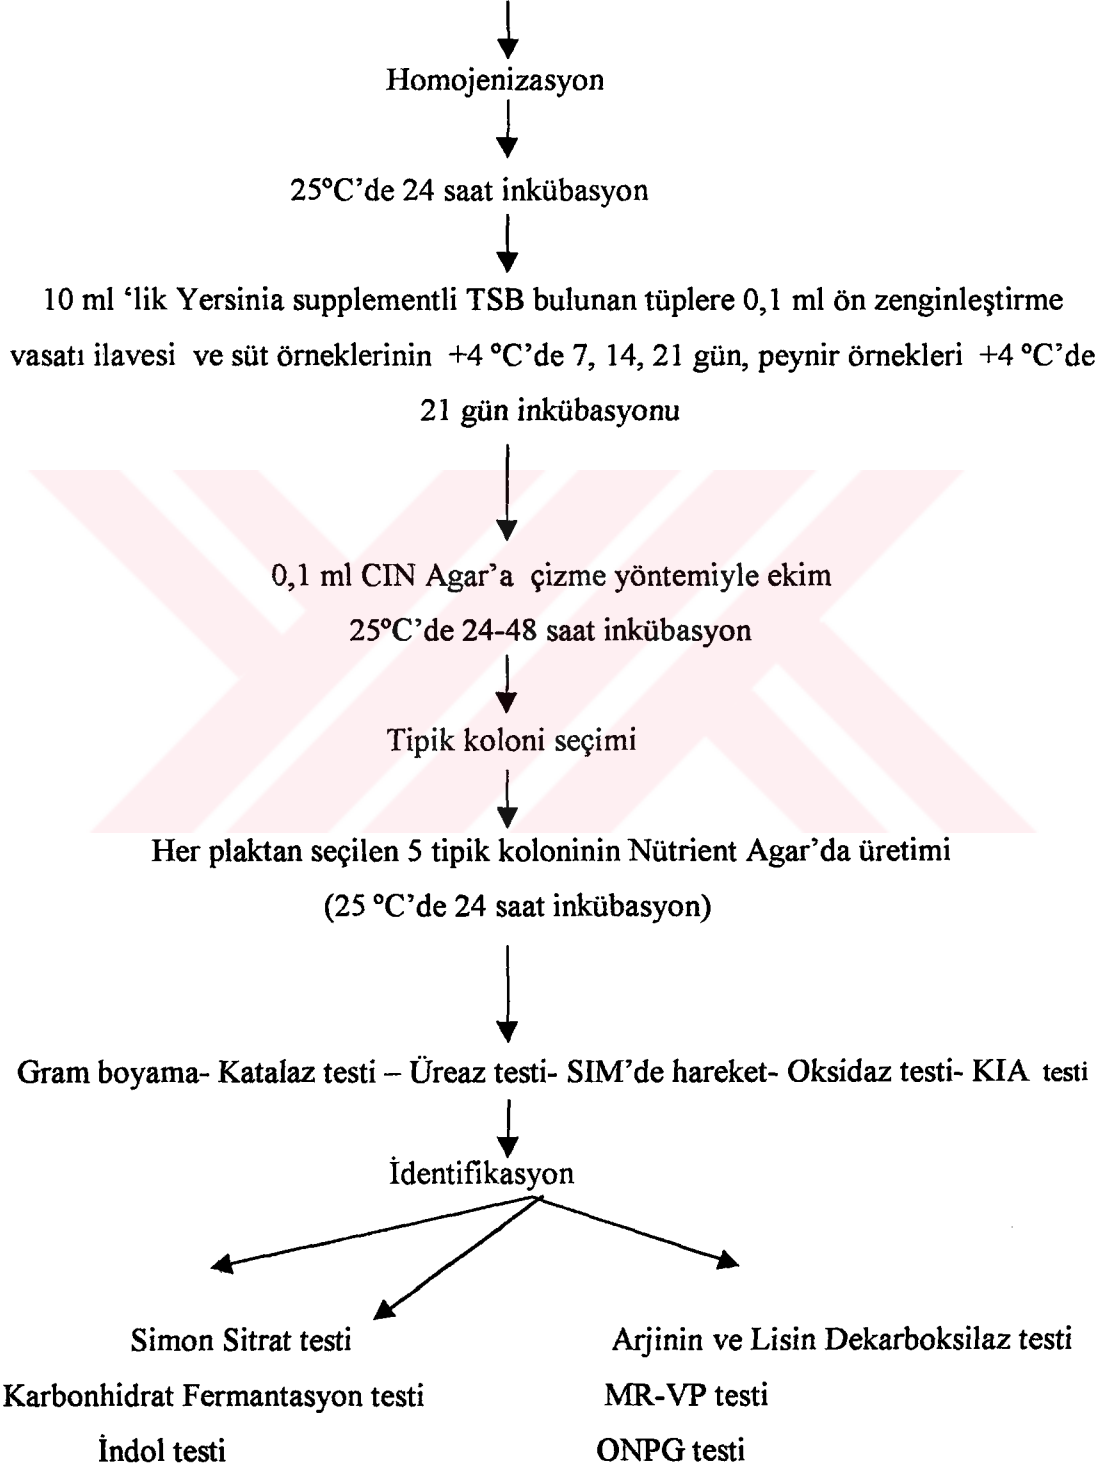 Homojenizasyon
25ºC’de 24 saat inkübasyon
10 ml ‘lik Yersinia supplementli TSB bulunan tüplere 0,1 ml ön zenginleştirme
vasatı ilavesi ve süt örneklerinin +4 ºC’de 7, 14, 21 gün, peynir örnekleri +4 ºC’de
21 gün inkübasyonu
0,1 ml CIN Agar’a çizme yöntemiyle ekim
25ºC’de 24-48 saat inkübasyon
Tipik koloni seçimi
Her plaktan seçilen 5 tipik koloninin Nütrient Agar’da üretimi
(25 ºC’de 24 saat inkübasyon)
Gram boyama- Katalaz testi – Üreaz testi- SIM’de hareket- Oksidaz testi- KIA testi
İdentifikasyon
Simon Sitrat testi
Arjinin ve Lisin Dekarboksilaz testi
Karbonhidrat Fermantasyon testi
MR-VP testi
İndol testi
ONPG testi